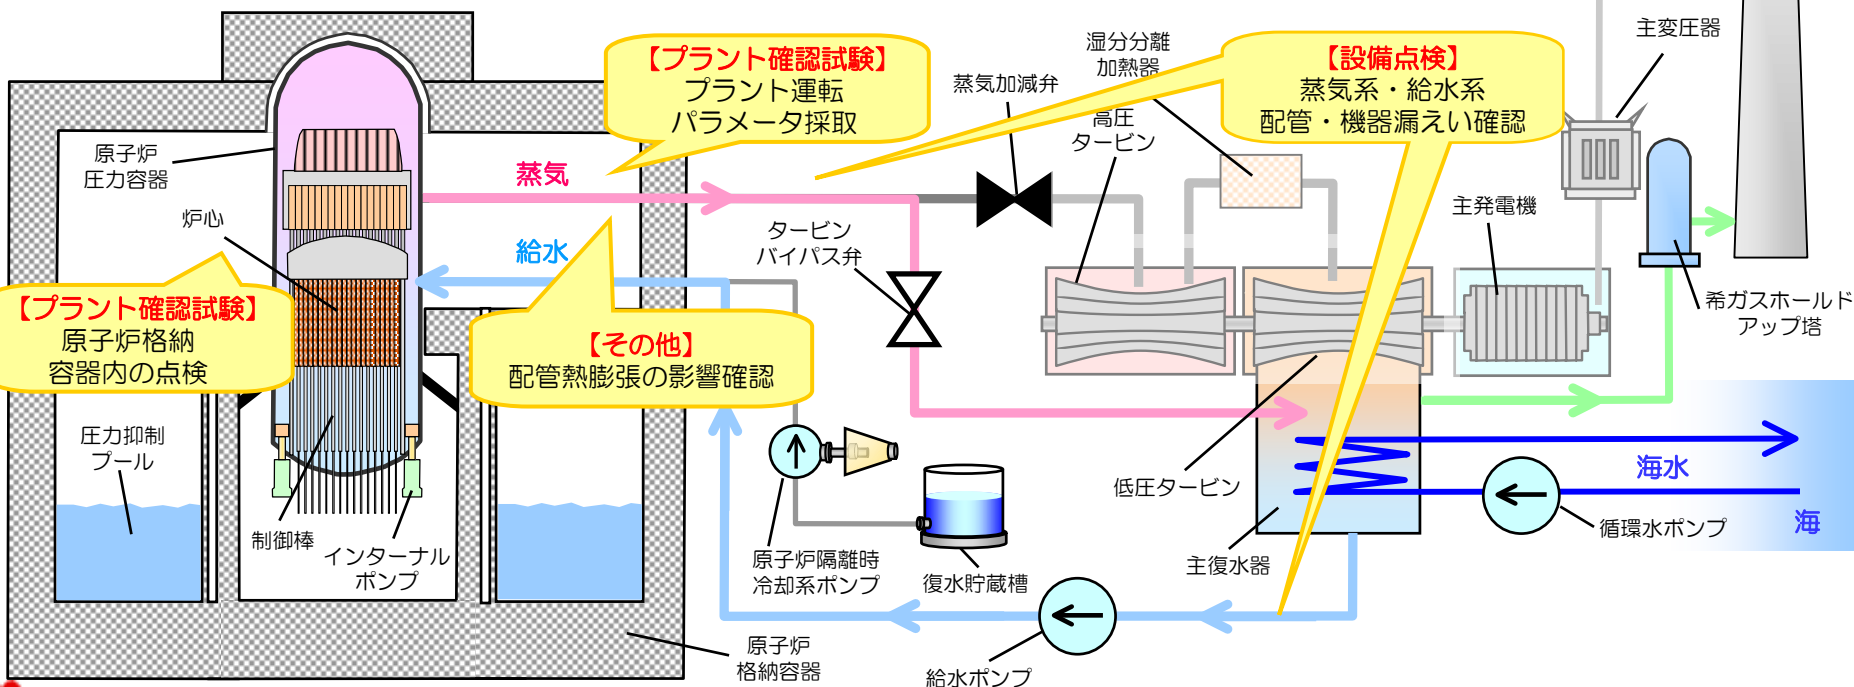 【プラント確認試験】
プラント運転
パラメータ採取
【設備点検】
蒸気系・給水系
配管・機器漏えい確認
湿分分離
加熱器
蒸気加減弁
高圧
タービン
主変圧器
原子炉
圧力容器
蒸気
炉心
タービン
バイパス弁
主発電機
給水
【プラント確認試験】
原子炉格納
容器内の点検
【その他】
配管熱膨張の影響確認
希ガスホールド
アップ塔
圧力抑制
プール
低圧タービン
海水
海
循環水ポンプ
制御棒
インターナル
ポンプ
原子炉隔離時
冷却系ポンプ
復水貯蔵槽
主復水器
原子炉
格納容器
給水ポンプ